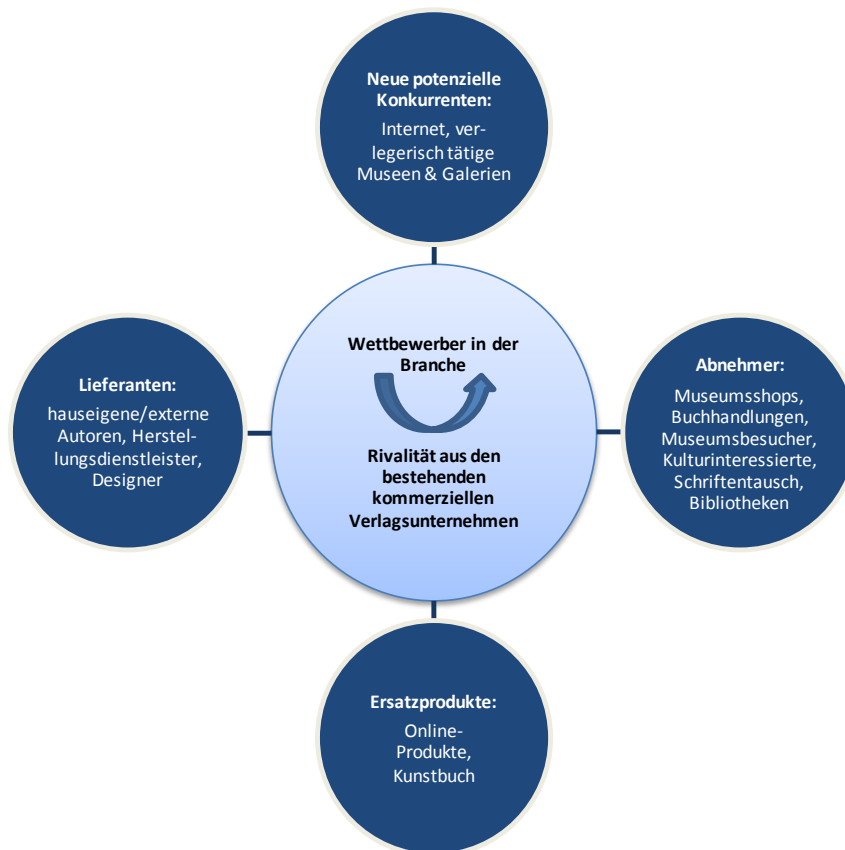 Neue potenzielle
Konkurrenten:
Internet, ver-
legerisch tätige
Museen & Galerien
Wettbewerber in der
Branche
Rivalität aus den
bestehenden
kommerziellen
Verlagsunternehmen
Lieferanten:
hauseigene/externe
Autoren, Herstel-
lungsdienstleister,
Designer
Abnehmer:
Museumsshops,
Buchhandlungen,
Museumsbesucher,
Kulturinteressierte,
Schriftentausch,
Bibliotheken
Ersatzprodukte:
Online-
Produkte,
Kunstbuch